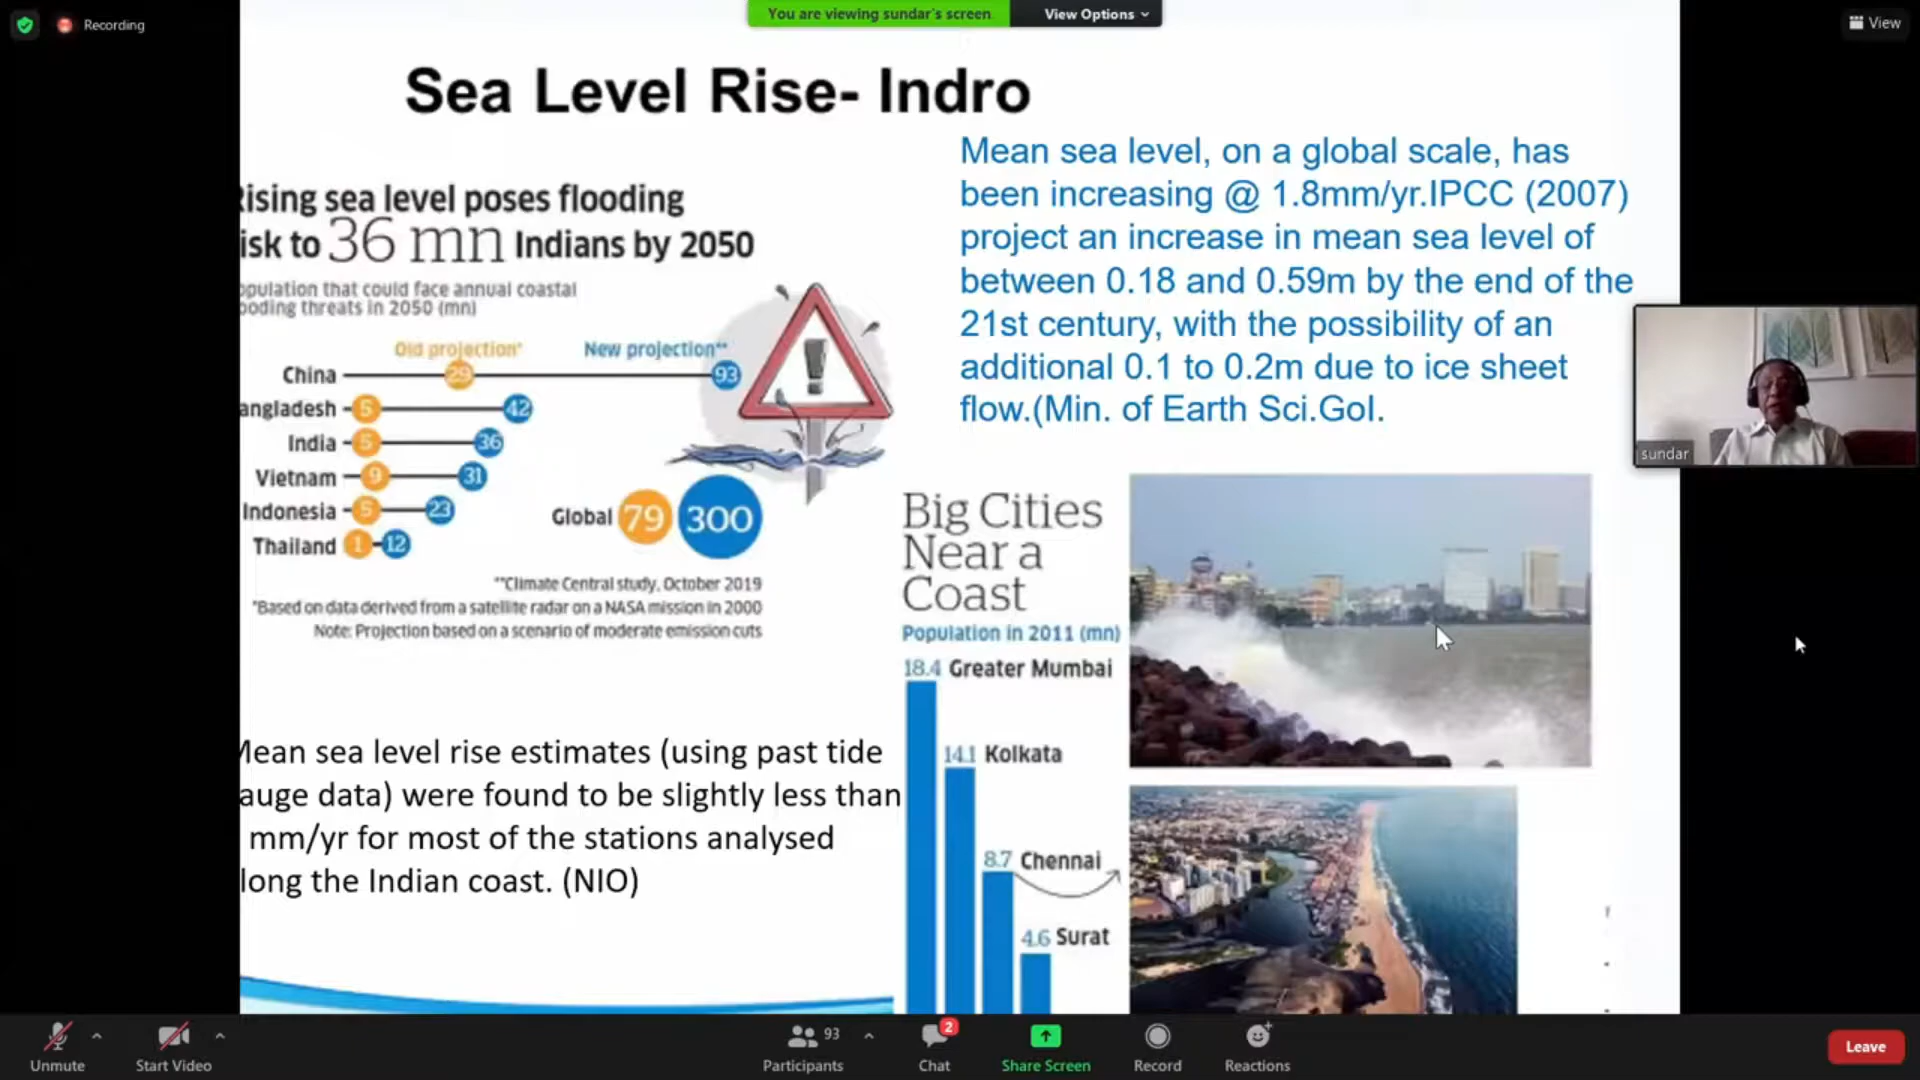 Recording
You are viewing sundar's screen
View Options
View
Sea Level Rise- Indro
Rising sea level poses flooding
isk to 36 mn Indians by 2050
opulation that could face annual coastal
ooding threats in 2050 (mn)
Old projection* New projection**
China 29 93
angladesh 5 42
India 5 36
Vietnam 9 31
Indonesia 5 23
Thailand 1 12
Global 79 300
**Climate Central study, October 2019
*Based on data derived from a satellite radar on a NASA mission in 2000
Note: Projection based on a scenario of moderate emission cuts
Mean sea level, on a global scale, has
been increasing @ 1.8mm/yr.IPCC (2007)
project an increase in mean sea level of
between 0.18 and 0.59m by the end of the
21st century, with the possibility of an
additional 0.1 to 0.2m due to ice sheet
flow.(Min. of Earth Sci.GoI.
sundar
Mean sea level rise estimates (using past tide
auge data) were found to be slightly less than
mm/yr for most of the stations analysed
long the Indian coast. (NIO)
Big Cities
Near a
Coast
Population in 2011 (mn)
18.4 Greater Mumbai
14.1 Kolkata
8.7 Chennai
4.6 Surat
Unmute
Start Video
93
Participants
2
Chat
Share Screen
Record
Reactions
Leave